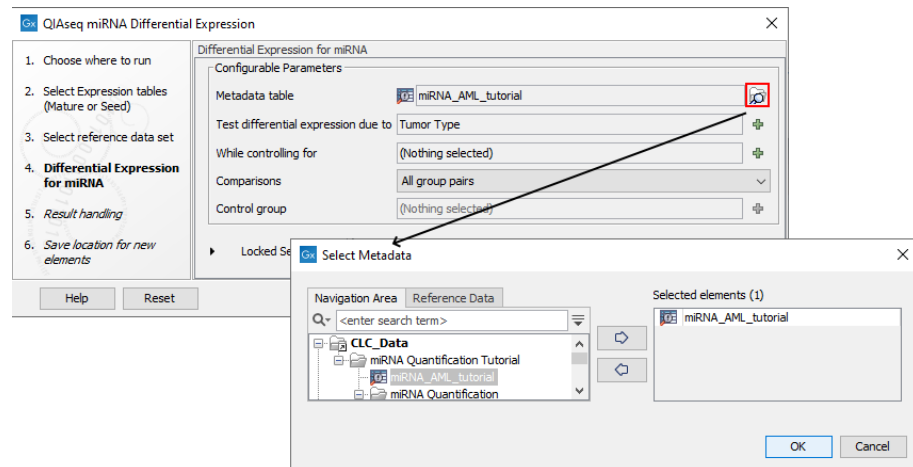 Gx QIAseq miRNA Differential Expression
1. Choose where to run
2. Select Expression tables
(Mature or Seed)
3. Select reference data set
4. Differential Expression
for miRNA
5. Result handling
6. Save location for new
elements
Help Reset
Differential Expression for miRNA
Configurable Parameters
Metadata table miRNA_AML_tutorial
Test differential expression due to Tumor Type
While controlling for (Nothing selected)
Comparisons All group pairs
Control group (Nothing selected)
Locked Se
Gx Select Metadata
Navigation Area Reference Data
<enter search term>
CLC_Data
miRNA Quantification Tutorial
miRNA_AML_tutorial
miRNA Quantification
Selected elements (1)
miRNA_AML_tutorial
OK Cancel